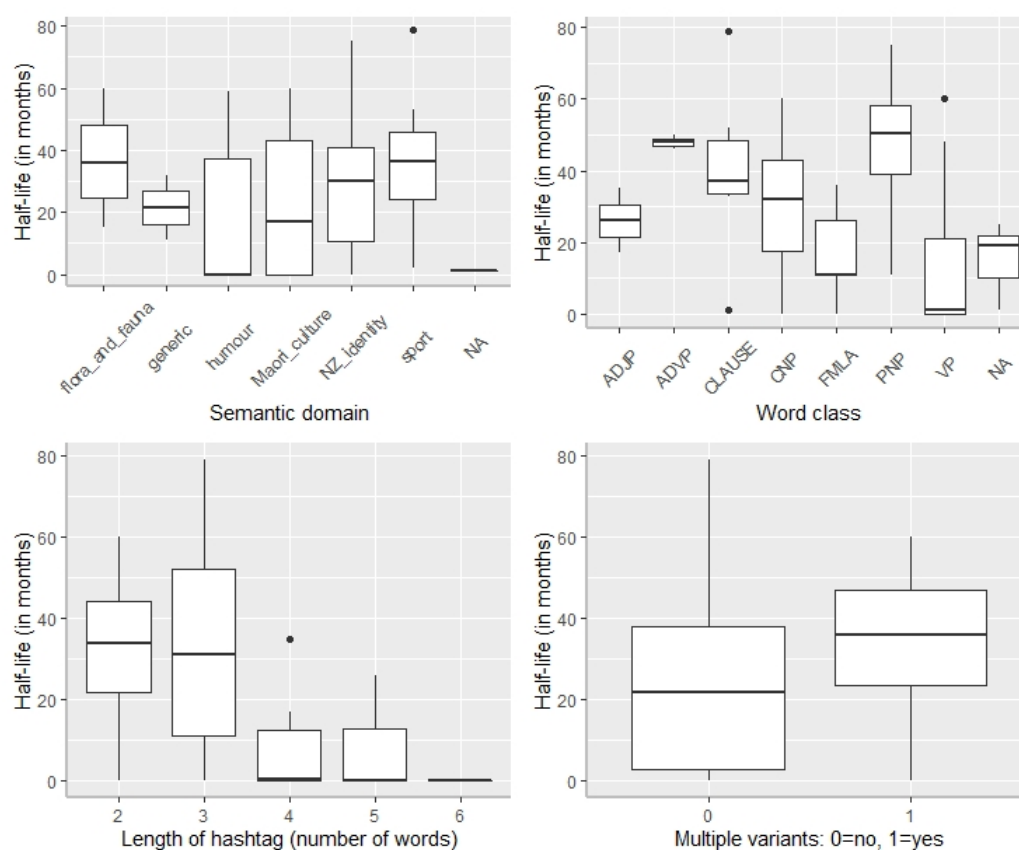 80
60
40
20
0
Half-life (in months)
flora_and_fauna
generic
humour
Maori_culture
NZ_identity
sport
NA
Semantic domain
80
60
40
20
0
Half-life (in months)
ADJP
ADVP
CLAUSE
CNP
FMLA
PNP
VP
NA
Word class
80
60
40
20
0
Half-life (in months)
2 3 4 5 6
Length of hashtag (number of words)
80
60
40
20
0
Half-life (in months)
0 1
Multiple variants: 0=no, 1=yes